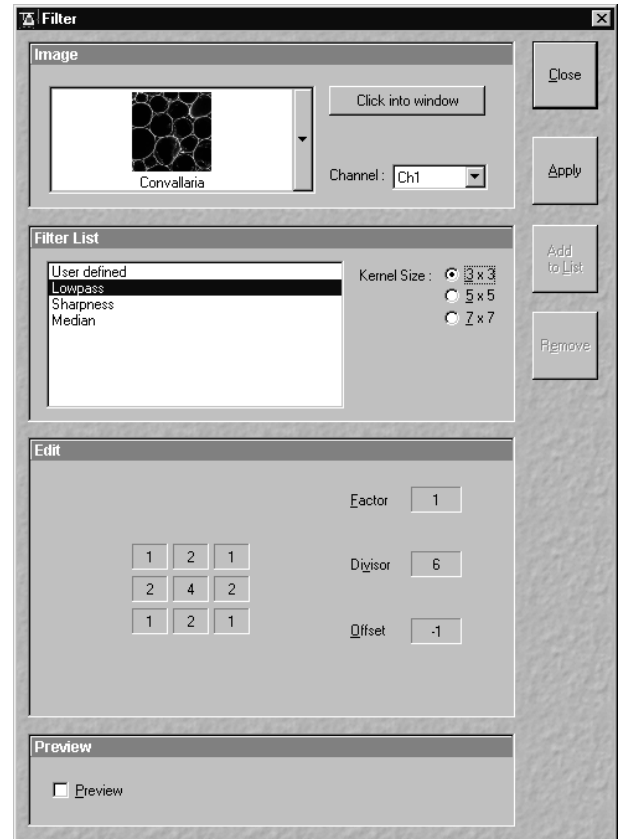 Filter
Image
Close
Click into window
Convallaria
Channel : Ch1
Apply
Filter List
Add
to List
User defined
Lowpass
Sharpness
Median
Kernel Size : 3 x 3
5 x 5
7 x 7
Remove
Edit
Factor 1
1 2 1
Divisor 6
2 4 2
1 2 1
Offset -1
Preview
Preview